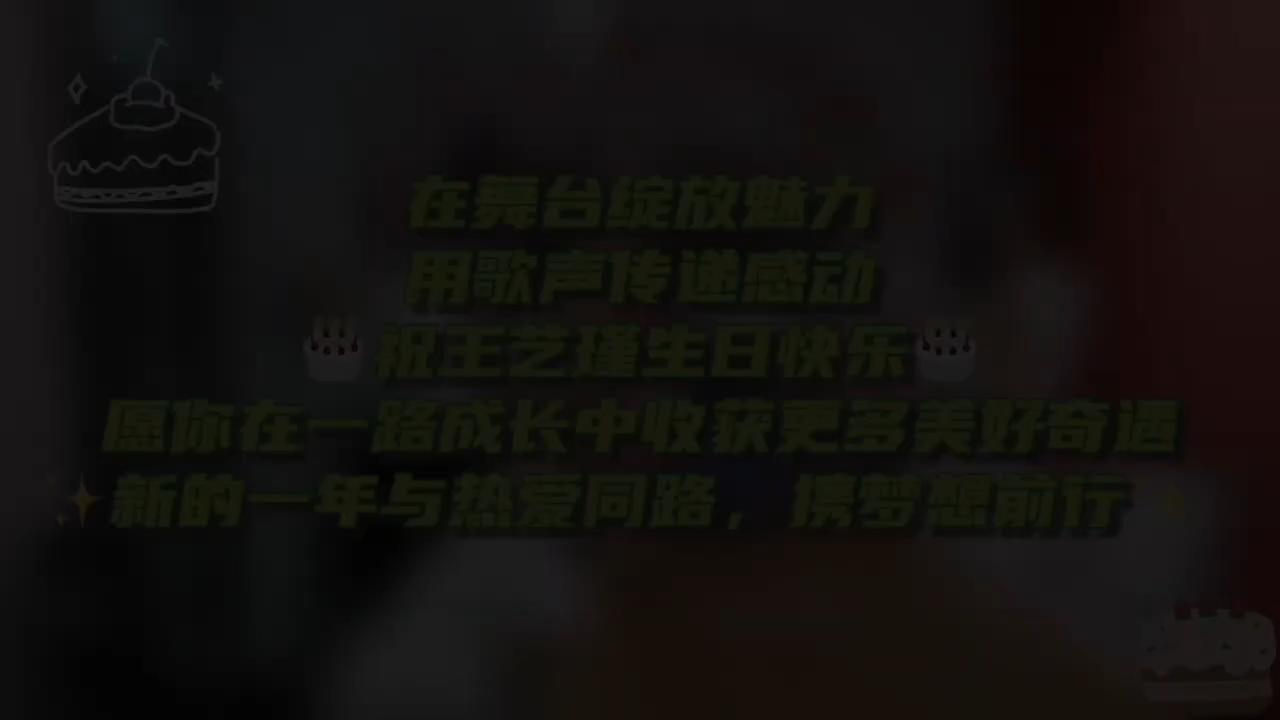 在舞台绽放魅力
用歌声传递感动
祝王艺瑾生日快乐
愿你在一路成长中收获更多美好奇遇
新的一年与热爱同路，携梦想前行